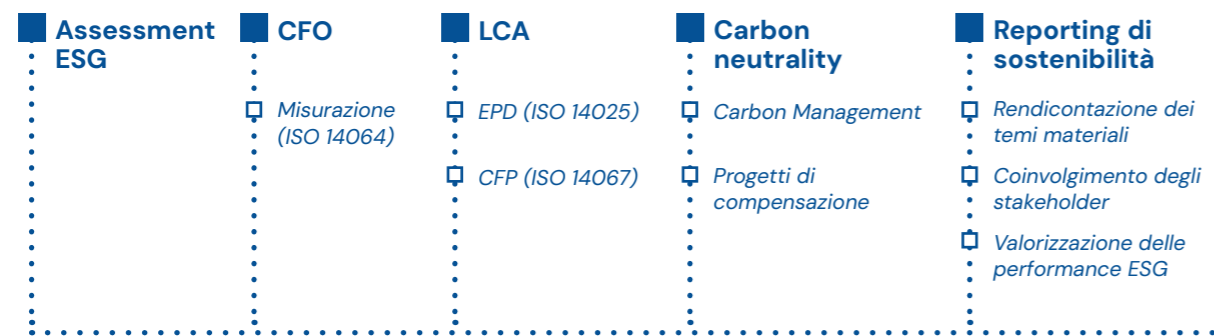 Assessment
ESG
CFO
Misurazione
(ISO 14064)
LCA
EPD (ISO 14025)
CFP (ISO 14067)
Carbon
neutrality
Carbon Management
Progetti di
compensazione
Reporting di
sostenibilità
Rendicontazione dei
temi materiali
Coinvolgimento degli
stakeholder
Valorizzazione delle
performance ESG